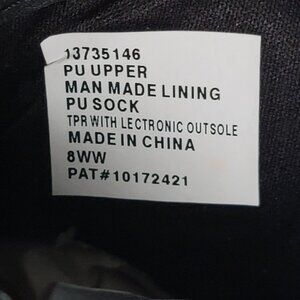 13735146
PU UPPER
MAN MADE LINING
PU SOCK
TPR WITH LECTRONIC OUTSOLE
MADE IN CHINA
8WW
PAT#10172421